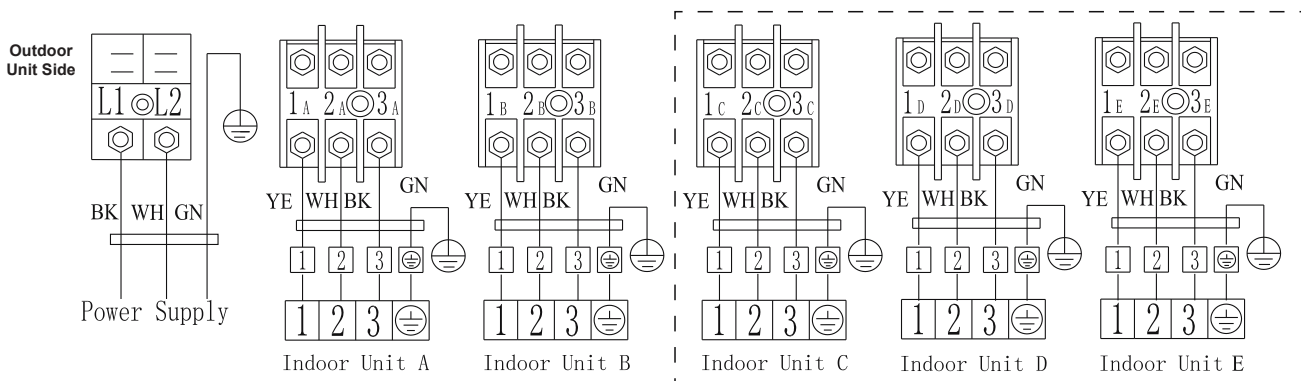 Outdoor
Unit Side
L1 L2
BK WH GN
Power Supply
1A 2A 3A
YE WH BK GN
1 2 3
1 2 3
Indoor Unit A
1B 2B 3B
YE WH BK GN
1 2 3
1 2 3
Indoor Unit B
1C 2C 3C
YE WH BK GN
1 2 3
1 2 3
Indoor Unit C
1D 2D 3D
YE WH BK GN
1 2 3
1 2 3
Indoor Unit D
1E 2E 3E
YE WH BK GN
1 2 3
1 2 3
Indoor Unit E